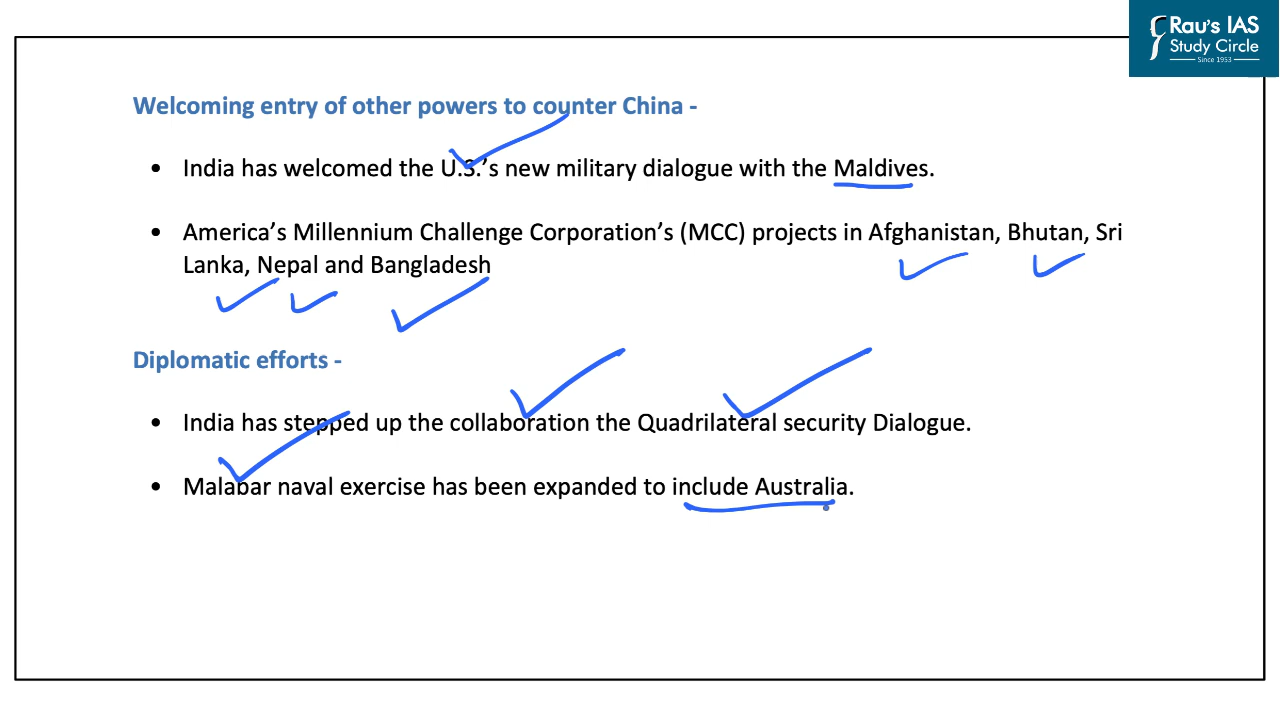 Rau's IAS
Study Circle
Since 1953
Welcoming entry of other powers to counter China -
• India has welcomed the U.S.’s new military dialogue with the Maldives.
• America’s Millennium Challenge Corporation’s (MCC) projects in Afghanistan, Bhutan, Sri
Lanka, Nepal and Bangladesh
Diplomatic efforts -
• India has stepped up the collaboration the Quadrilateral security Dialogue.
• Malabar naval exercise has been expanded to include Australia.